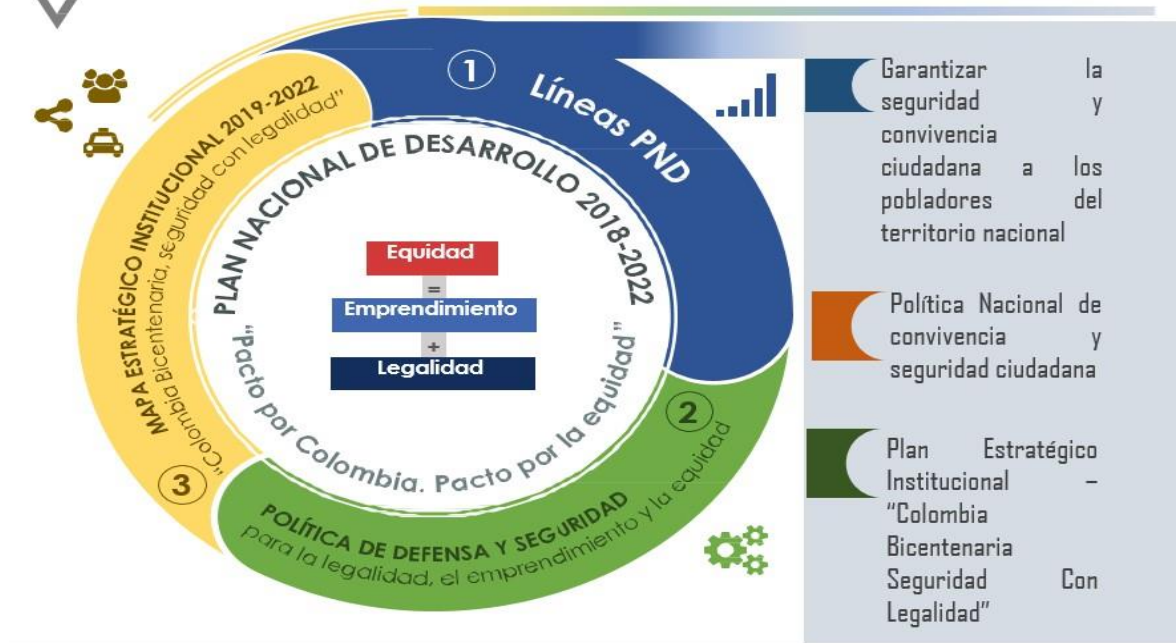 1
Líneas PND
PLAN NACIONAL DE DESARROLLO 2018-2022
"Pacto por Colombia. Pacto por la equidad"
Equidad
=
Emprendimiento
+
Legalidad
2
POLÍTICA DE DEFENSA Y SEGURIDAD
para la legalidad, el emprendimiento y la equidad
3
MAPA ESTRATÉGICO INSTITUCIONAL 2019-2022
"Colombia Bicentenaria, seguridad con legalidad"
Garantizar la
seguridad y
convivencia
ciudadana a los
pobladores del
territorio nacional
Política Nacional de
convivencia y
seguridad ciudadana
Plan Estratégico
Institucional –
"Colombia
Bicentenaria
Seguridad Con
Legalidad"